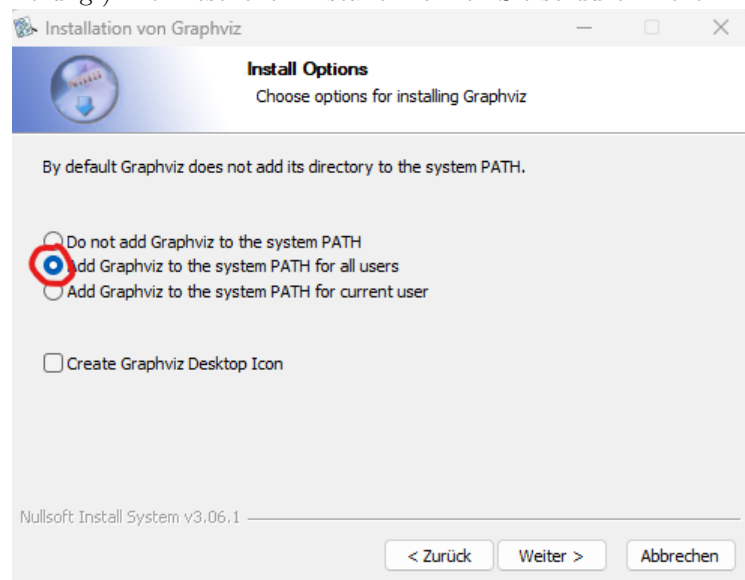 Installation von Graphviz
Install Options
Choose options for installing Graphviz
By default Graphviz does not add its directory to the system PATH.
Do not add Graphviz to the system PATH
Add Graphviz to the system PATH for all users
Add Graphviz to the system PATH for current user
Create Graphviz Desktop Icon
Nullsoft Install System v3.06.1
< Zurück
Weiter >
Abbrechen